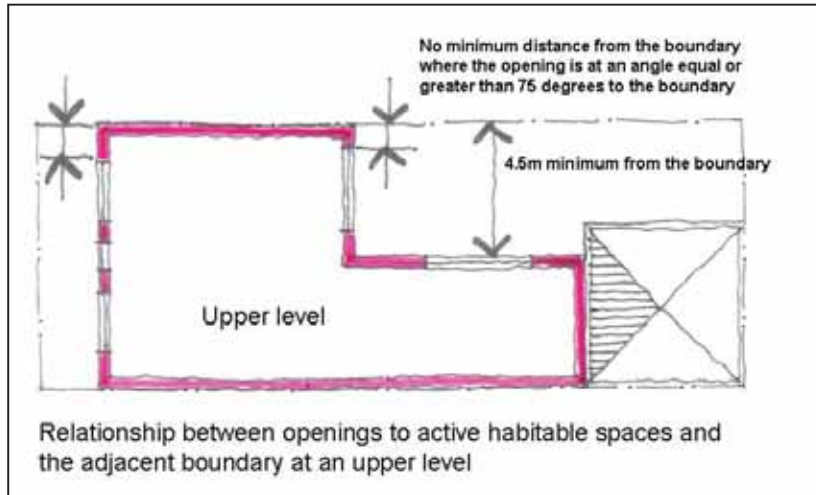 No minimum distance from the boundary
where the opening is at an angle equal or
greater than 75 degrees to the boundary
4.5m minimum from the boundary
Upper level
Relationship between openings to active habitable spaces and
the adjacent boundary at an upper level